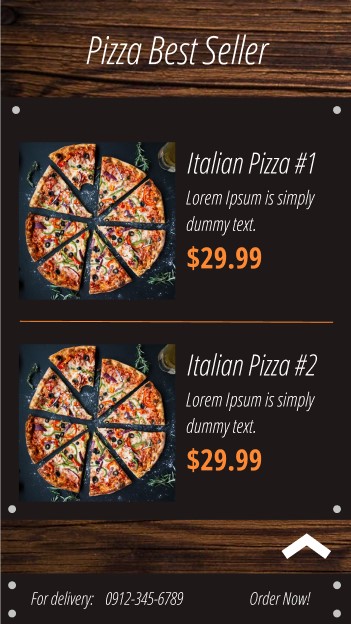 Pizza Best Seller
Italian Pizza #1
Lorem Ipsum is simply
dummy text.
$29.99
Italian Pizza #2
Lorem Ipsum is simply
dummy text.
$29.99
For delivery: 0912-345-6789 Order Now!